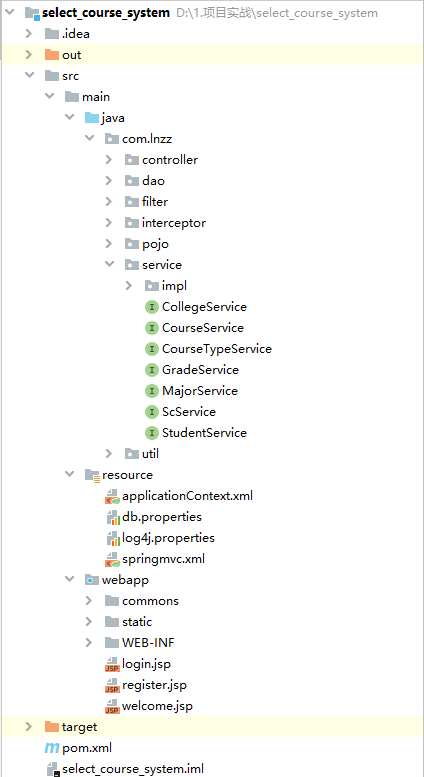 select_course_system D:\1.项目实战\select_course_system
.idea
out
src
main
java
com.lnzz
controller
dao
filter
interceptor
pojo
service
impl
I CollegeService
I CourseService
I CourseTypeService
I GradeService
I MajorService
I ScService
I StudentService
util
resource
applicationContext.xml
db.properties
log4j.properties
springmvc.xml
webapp
commons
static
WEB-INF
JSP login.jsp
JSP register.jsp
JSP welcome.jsp
target
m pom.xml
select_course_system.iml